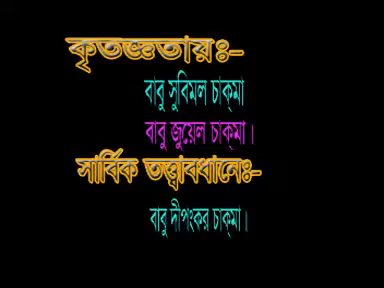 কৃতজ্ঞতায়ঃ-
বাবু সুবিমল চাক্‌মা
বাবু জুয়েল চাক্‌মা।
সার্বিক তত্ত্বাবধানেঃ-
বাবু দীপংকর চাক্‌মা।